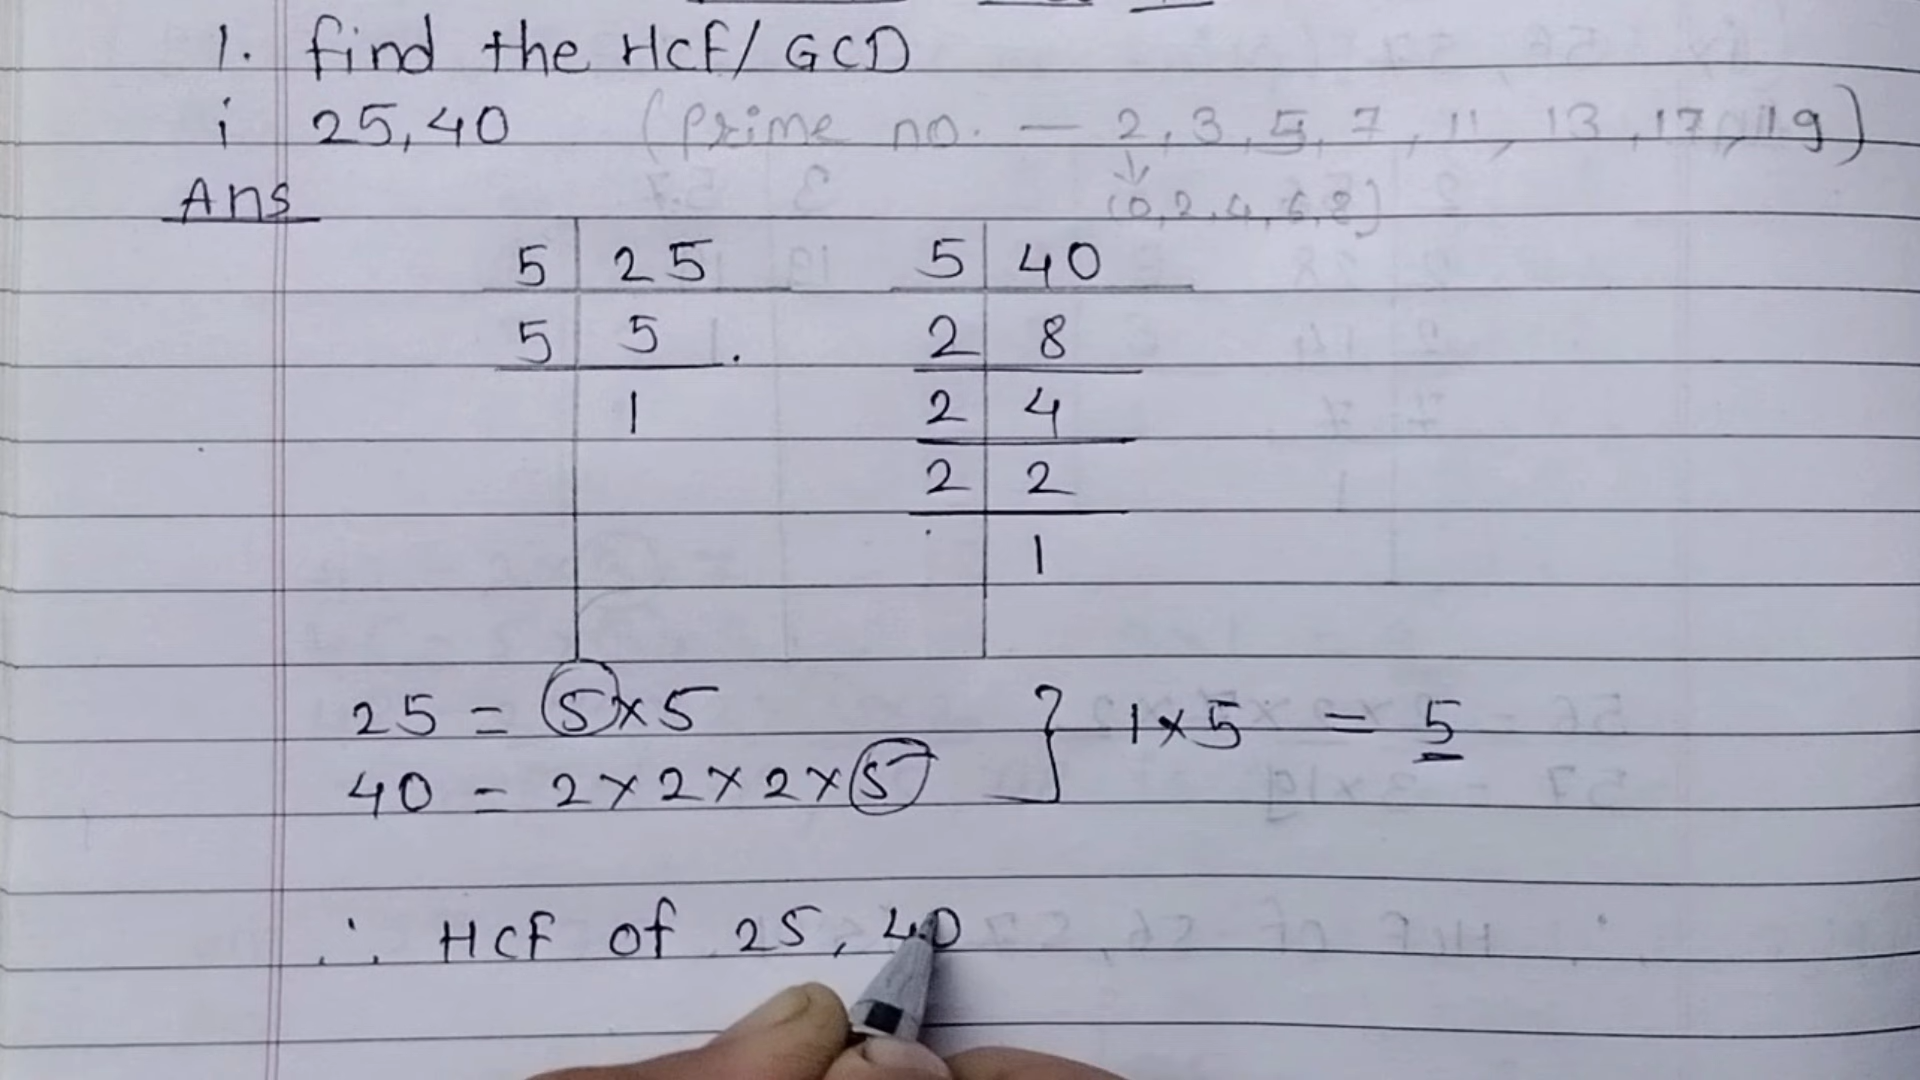 1. find the HCF/ GCD
i 25,40 (Prime no. — 2, 3, 5, 7, 11, 13, 17, 19)
Ans (0,2,4,6,8)
5 25 5 40
5 5 . 2 8
1 2 4
2 2
1
25 = 5×5
} 1×5 = 5
40 = 2×2×2×5
∴ HCF of 25, 40